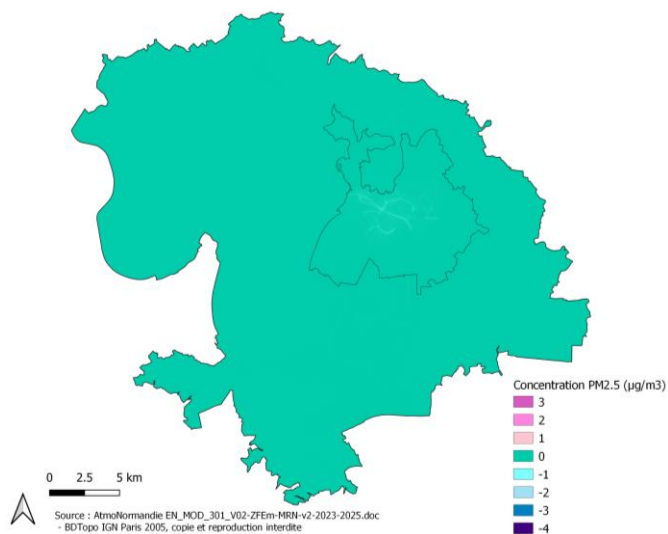 Concentration PM2.5 (µg/m3)
3
2
1
0
-1
-2
-3
-4
0 2.5 5 km
Source : AtmoNormandie EN_MOD_301_V02-ZFEm-MRN-v2-2023-2025.doc
- BDTopo IGN Paris 2005, copie et reproduction interdite